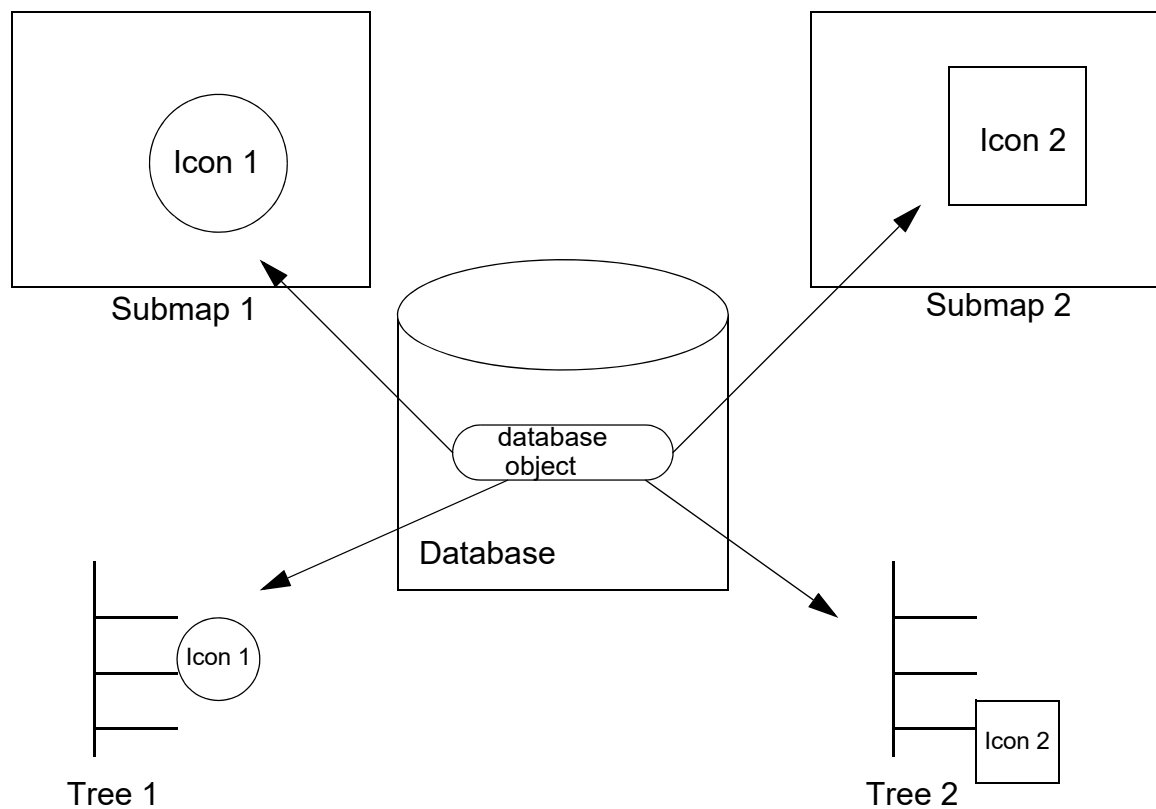 Icon 1
Icon 2
Submap 1
Submap 2
database
object
Database
Icon 1
Icon 2
Tree 1
Tree 2